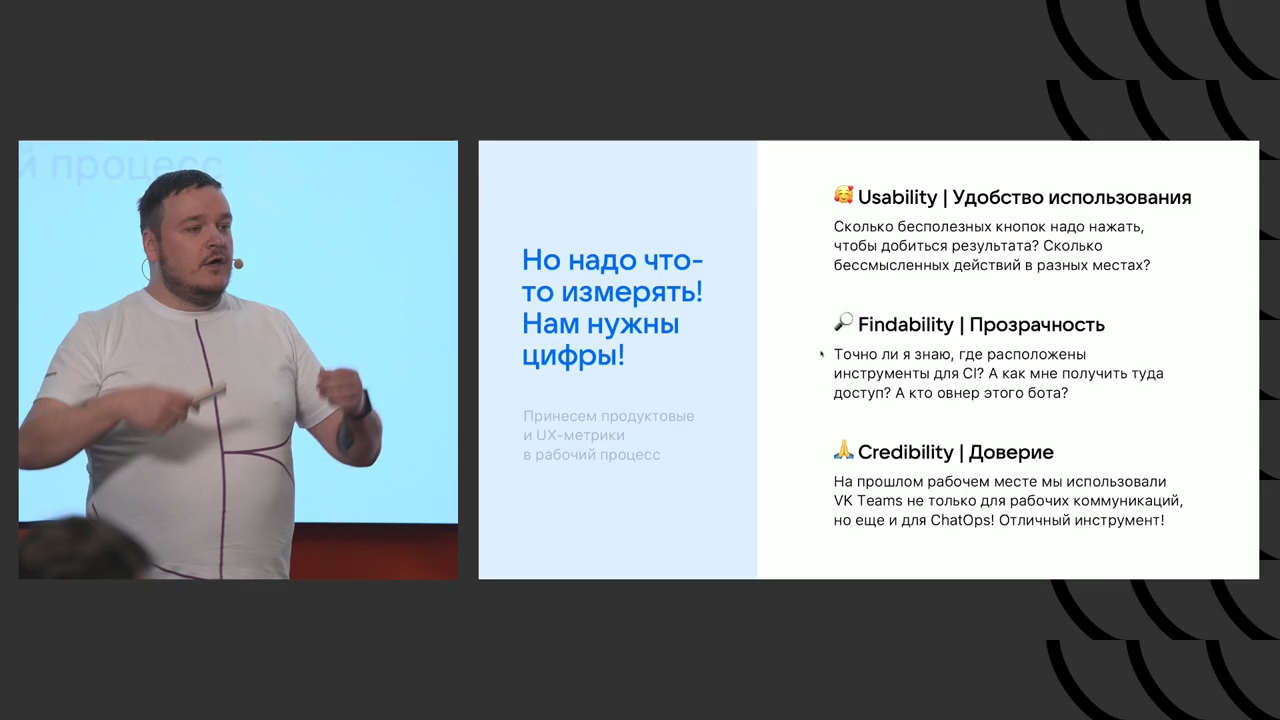 й процесс
Но надо что-
то измерять!
Нам нужны
цифры!
Принесем продуктовые
и UX-метрики
в рабочий процесс
🥰 Usability | Удобство использования
Сколько бесполезных кнопок надо нажать,
чтобы добиться результата? Сколько
бессмысленных действий в разных местах?
🔎 Findability | Прозрачность
Точно ли я знаю, где расположены
инструменты для CI? А как мне получить туда
доступ? А кто овнер этого бота?
🙏 Credibility | Доверие
На прошлом рабочем месте мы использовали
VK Teams не только для рабочих коммуникаций,
но еще и для ChatOps! Отличный инструмент!